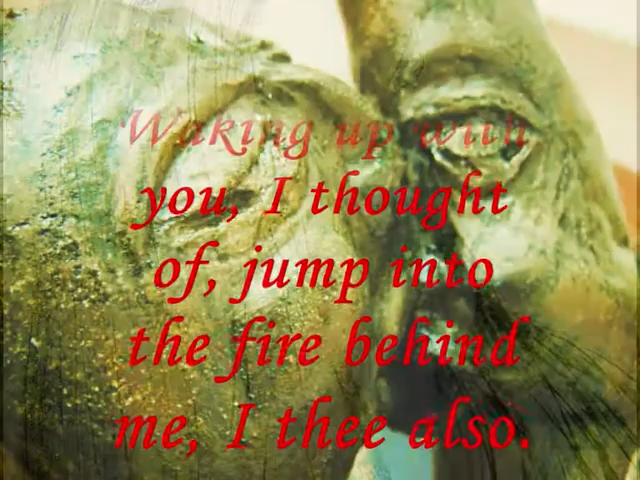 Waking up with
you, I thought
of, jump into
the fire behind
me, I thee also.